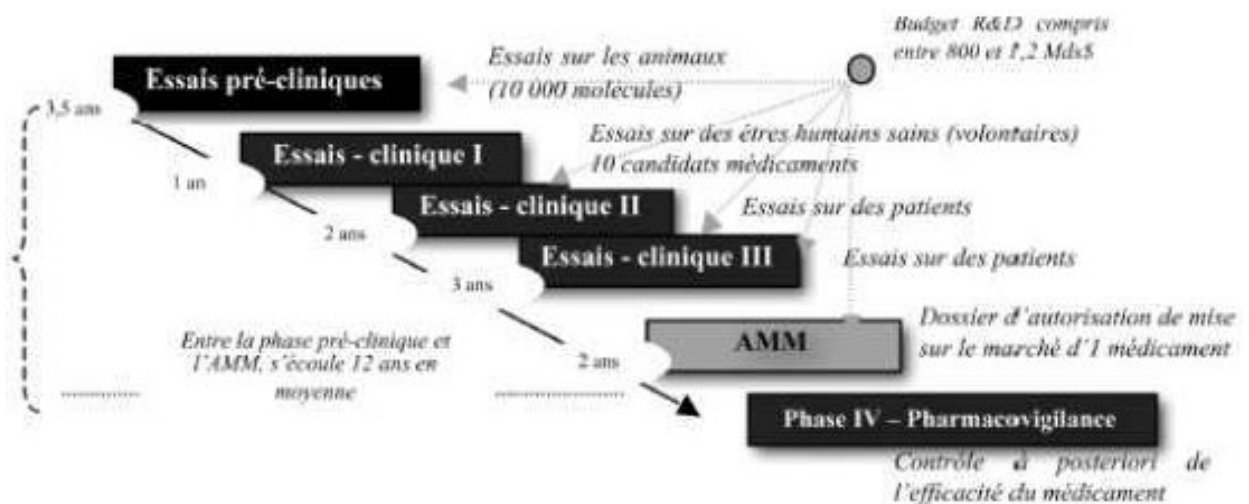 Budget R&D compris
entre 800 et 1,2 Mds$
Essais pré-cliniques
Essais sur les animaux
(10 000 molécules)
3,5 ans
Essais sur des êtres humains sains (volontaires)
10 candidats médicaments
Essais - clinique I
1 an
Essais - clinique II
Essais sur des patients
2 ans
Essais - clinique III
Essais sur des patients
3 ans
Entre la phase pré-clinique et
l'AMM, s'écoule 12 ans en
moyenne
2 ans
AMM
Dossier d'autorisation de mise
sur le marché d'1 médicament
Phase IV – Pharmacovigilance
Contrôle à posteriori de
l'efficacité du médicament